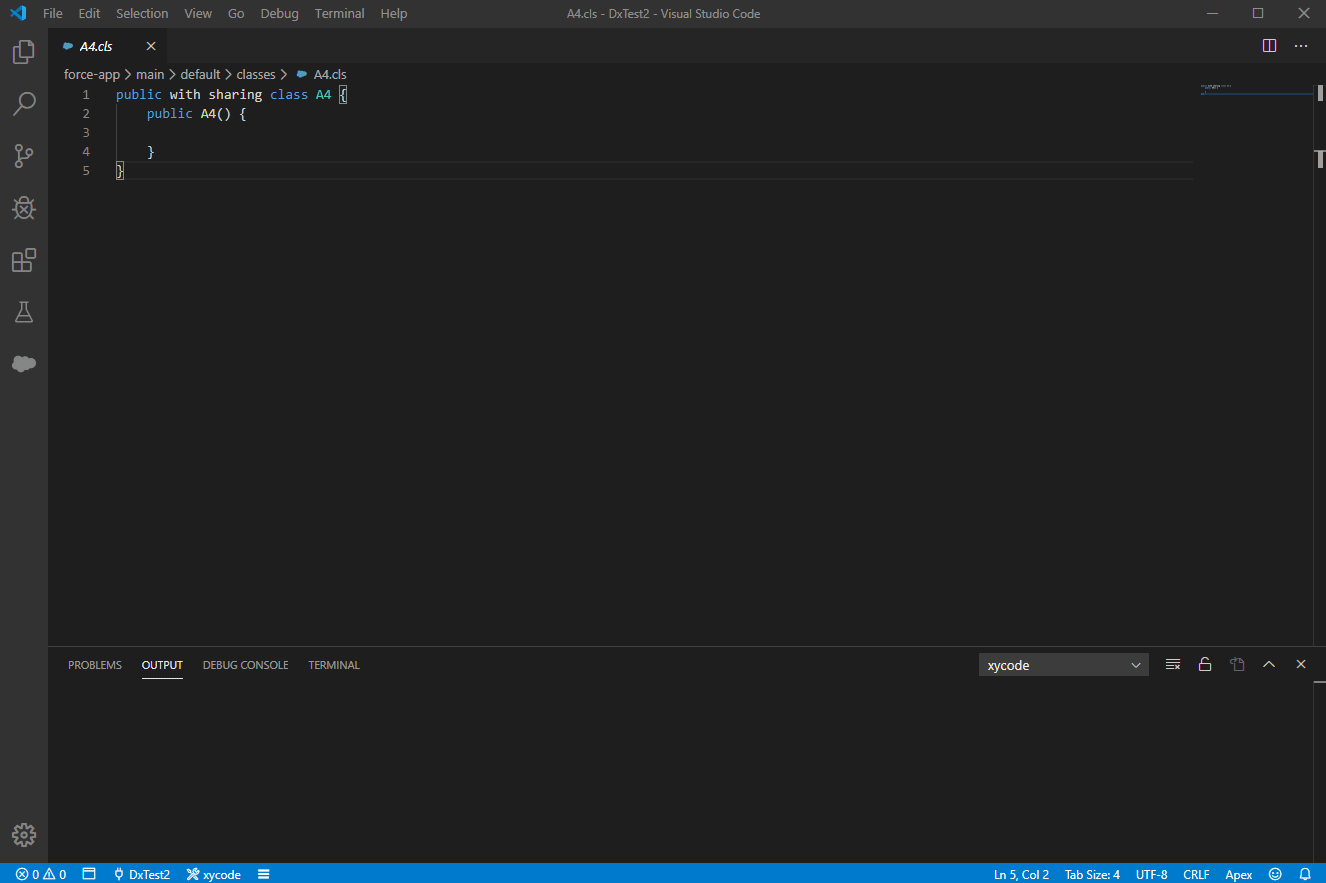 File Edit Selection View Go Debug Terminal Help A4.cls - DxTest2 - Visual Studio Code
A4.cls
force-app > main > default > classes > A4.cls
1 public with sharing class A4 {
2     public A4() {
3
4     }
5 }
PROBLEMS OUTPUT DEBUG CONSOLE TERMINAL xycode
0 0 DxTest2 xycode Ln 5, Col 2 Tab Size: 4 UTF-8 CRLF Apex